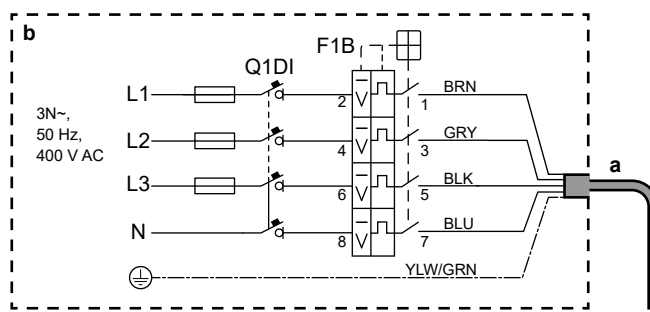 b
F1B
Q1DI
L1 2 1 BRN
3N~,
50 Hz,
400 V AC
L2 4 3 GRY
L3 6 5 BLK
a
N 8 7 BLU
YLW/GRN